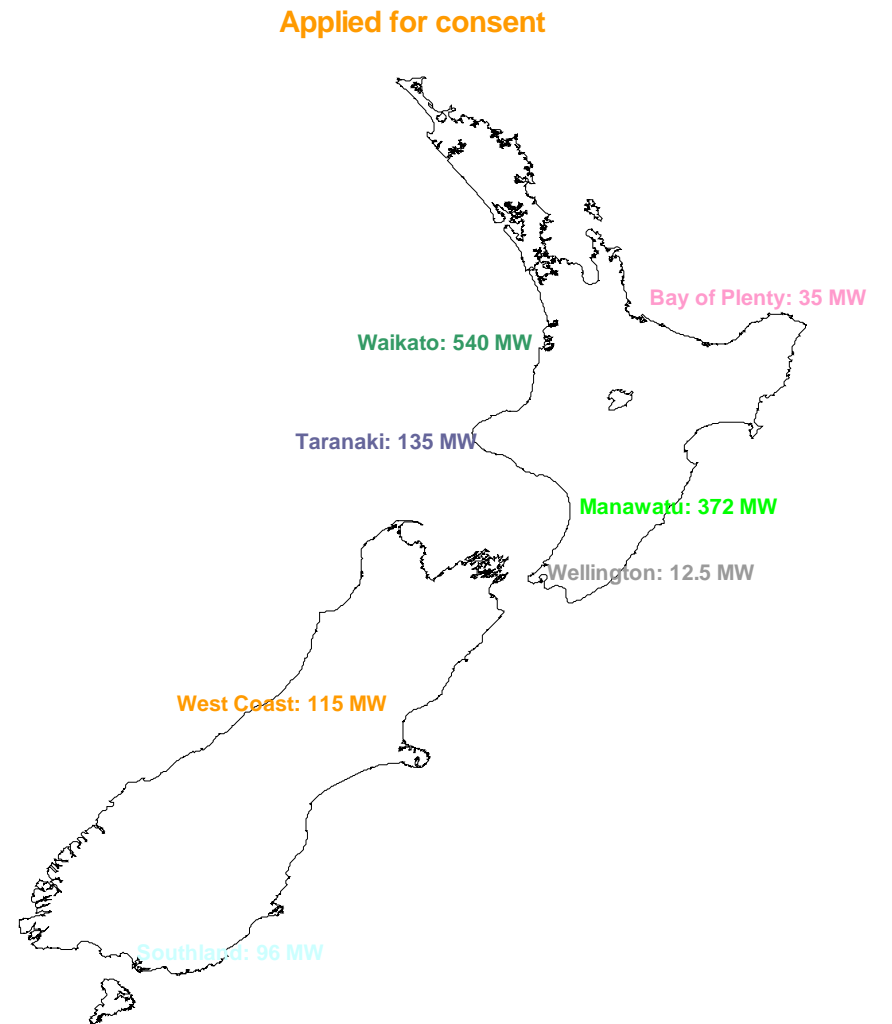 Applied for consent
Bay of Plenty: 35 MW
Waikato: 540 MW
Taranaki: 135 MW
Manawatu: 372 MW
Wellington: 12.5 MW
West Coast: 115 MW
Southland: 96 MW